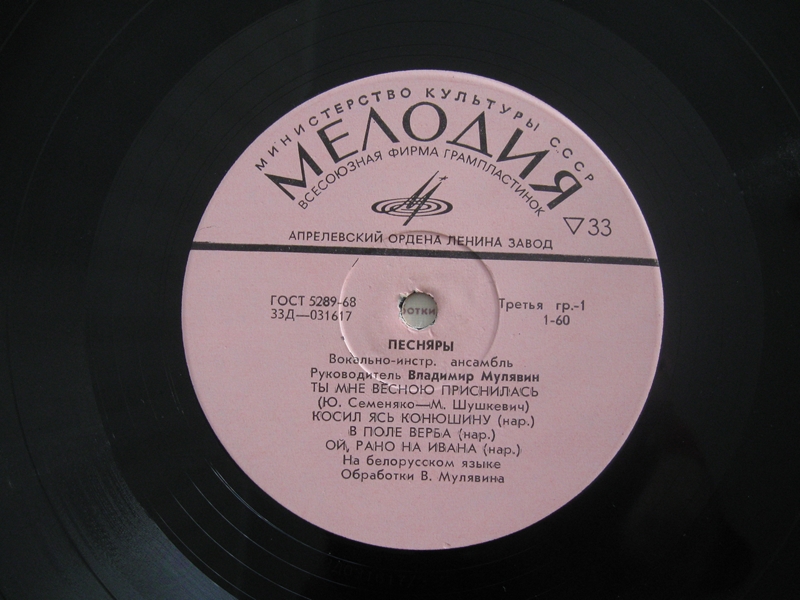 МИНИСТЕРСТВО КУЛЬТУРЫ СССР
МЕЛОДИЯ
ВСЕСОЮЗНАЯ ФИРМА ГРАМПЛАСТИНОК
▽33
АПРЕЛЕВСКИЙ ОРДЕНА ЛЕНИНА ЗАВОД
ГОСТ 5289-68
33Д—031617
Третья гр.-1
1-60
ПЕСНЯРЫ
Вокально-инстр. ансамбль
Руководитель Владимир Мулявин
ТЫ МНЕ ВЕСНОЮ ПРИСНИЛАСЬ
(Ю. Семеняко—М. Шушкевич)
КОСИЛ ЯСЬ КОНЮШИНУ (нар.)
В ПОЛЕ ВЕРБА (нар.)
ОЙ, РАНО НА ИВАНА (нар.)
На белорусском языке
Обработки В. Мулявина